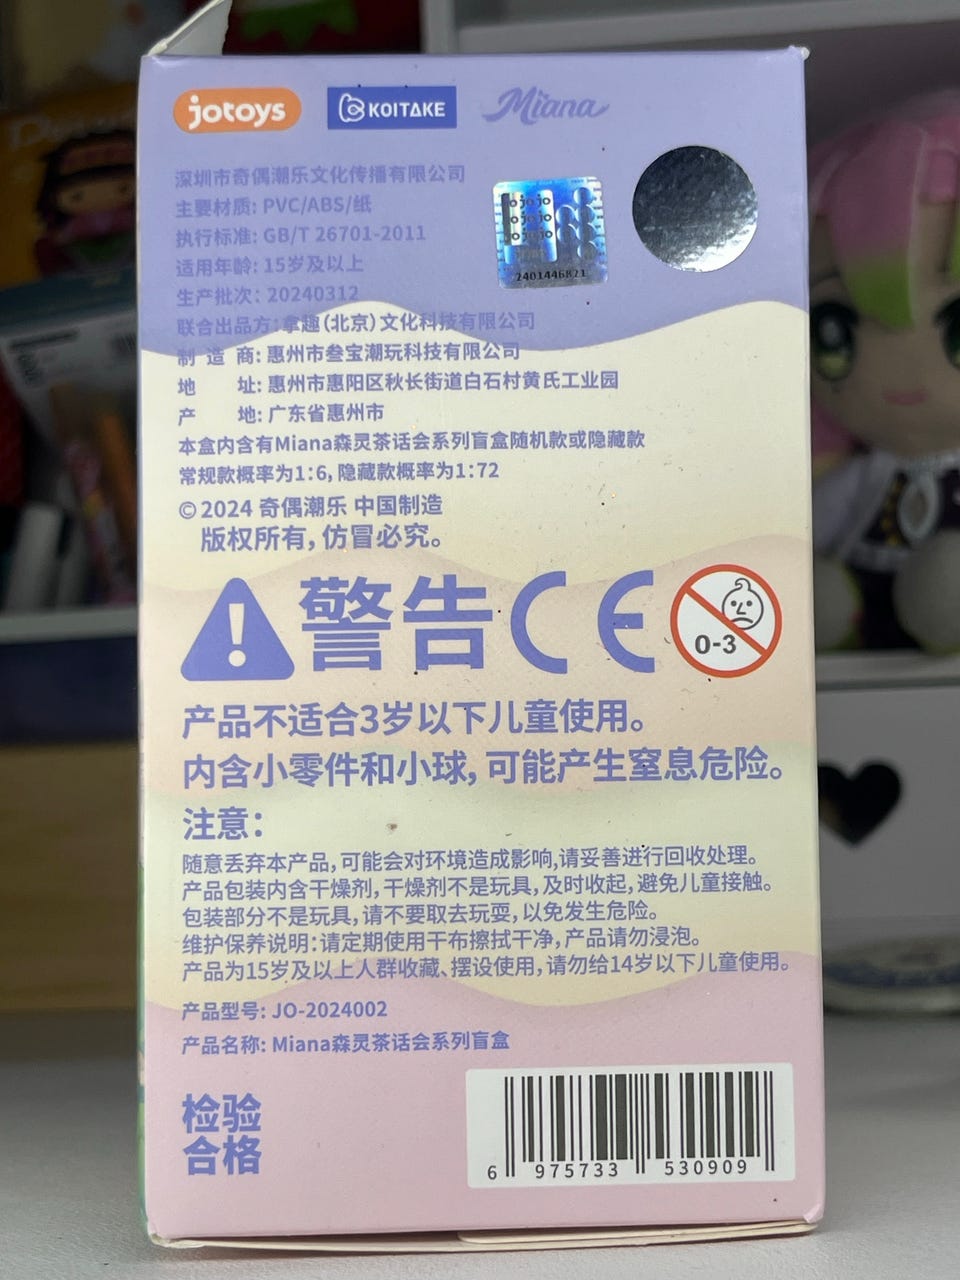 jotoys KOITAKE Miana
深圳市奇偶潮乐文化传播有限公司
主要材质: PVC/ABS/纸
执行标准: GB/T 26701-2011
适用年龄: 15岁及以上
生产批次: 20240312
联合出品方: 拿趣(北京)文化科技有限公司
制造商: 惠州市叁宝潮玩科技有限公司
地址: 惠州市惠阳区秋长街道白石村黄氏工业园
产地: 广东省惠州市
本盒内含有Miana森灵茶话会系列盲盒随机款或隐藏款
常规款概率为1:6, 隐藏款概率为1:72
© 2024 奇偶潮乐 中国制造
版权所有, 仿冒必究。
jojojo
jojojo
jojojo
2401446821
警告 CE 0-3
产品不适合3岁以下儿童使用。
内含小零件和小球, 可能产生窒息危险。
注意:
随意丢弃本产品, 可能会对环境造成影响, 请妥善进行回收处理。
产品包装内含干燥剂, 干燥剂不是玩具, 及时收起, 避免儿童接触。
包装部分不是玩具, 请不要取去玩耍, 以免发生危险。
维护保养说明: 请定期使用干布擦拭干净, 产品请勿浸泡。
产品为15岁及以上人群收藏、摆设使用, 请勿给14岁以下儿童使用。
产品型号: JO-2024002
产品名称: Miana森灵茶话会系列盲盒
检验
合格
6 975733 530909